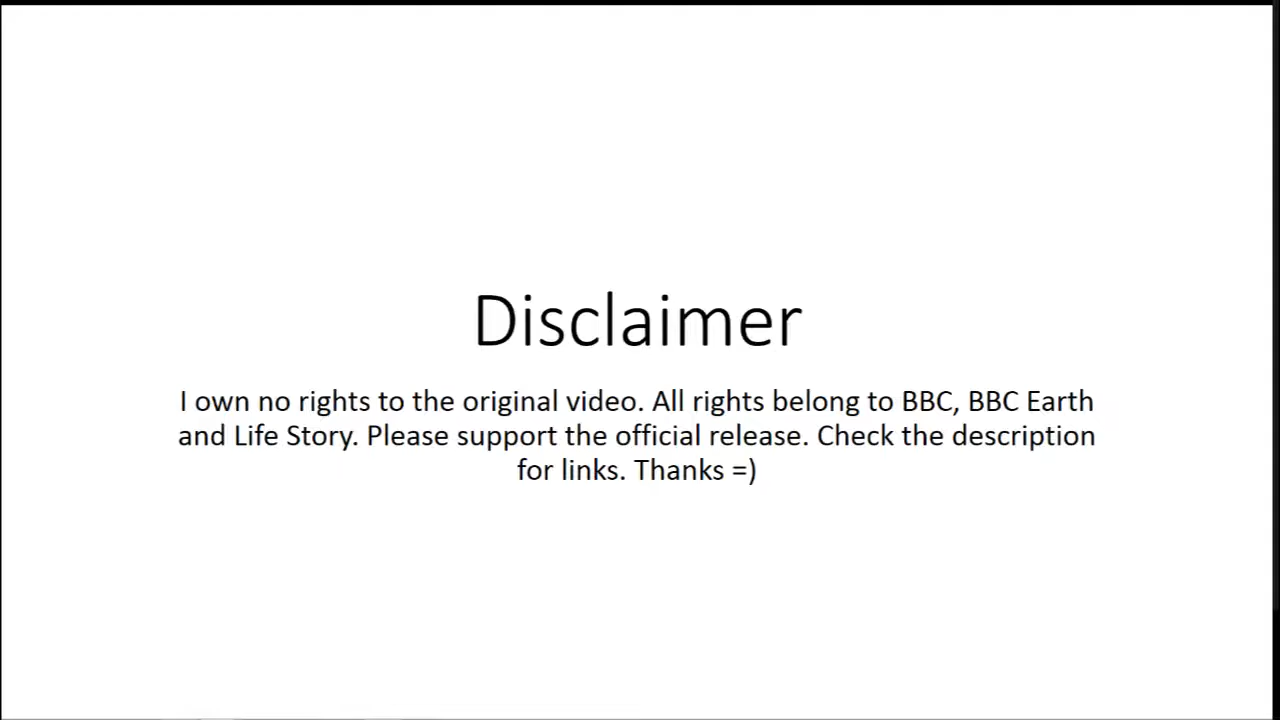 Disclaimer
I own no rights to the original video. All rights belong to BBC, BBC Earth
and Life Story. Please support the official release. Check the description
for links. Thanks =)